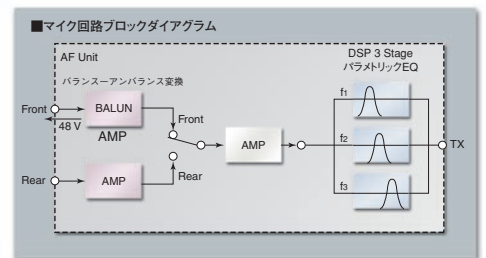 ■マイク回路ブロックダイアグラム
AF Unit
DSP 3 Stage
パラメトリックEQ
バランスーアンバランス変換
Front
48 V
BALUN
AMP
Front
Rear
AMP
Rear
AMP
f1
f2
f3
TX